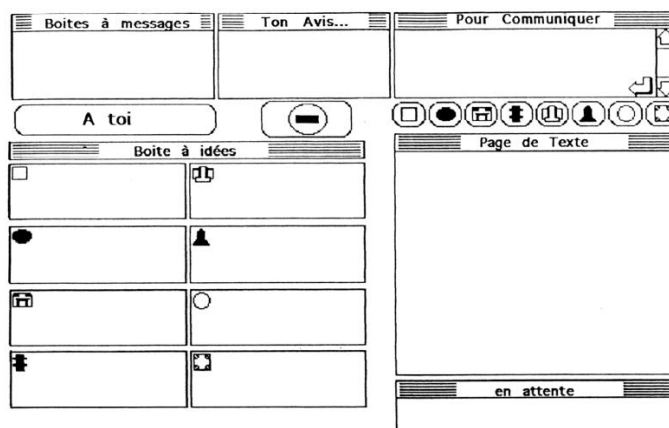 Boites à messages
Ton Avis...
Pour Communiquer
A toi
Boite à idées
Page de Texte
en attente